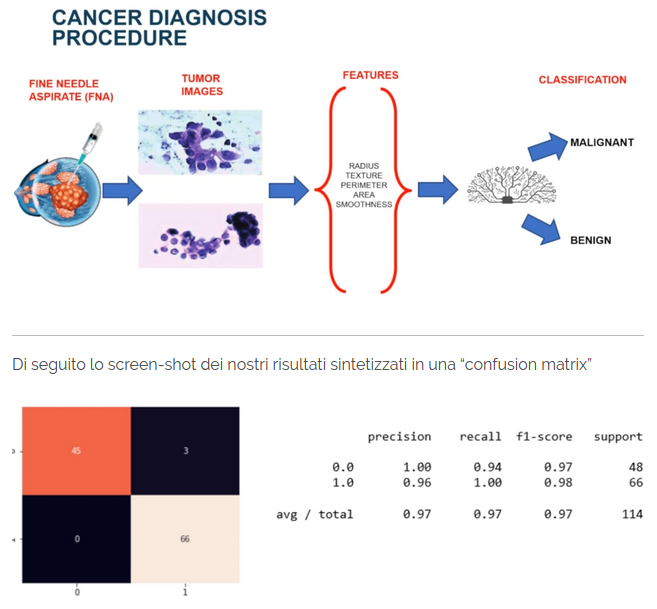 CANCER DIAGNOSIS
PROCEDURE
FINE NEEDLE
ASPIRATE (FNA)
TUMOR
IMAGES
FEATURES
RADIUS
TEXTURE
PERIMETER
AREA
SMOOTHNESS
CLASSIFICATION
MALIGNANT
BENIGN
Di seguito lo screen-shot dei nostri risultati sintetizzati in una “confusion matrix”
45 3
0 66
0 1
precision recall f1-score support
0.0 1.00 0.94 0.97 48
1.0 0.96 1.00 0.98 66
avg / total 0.97 0.97 0.97 114